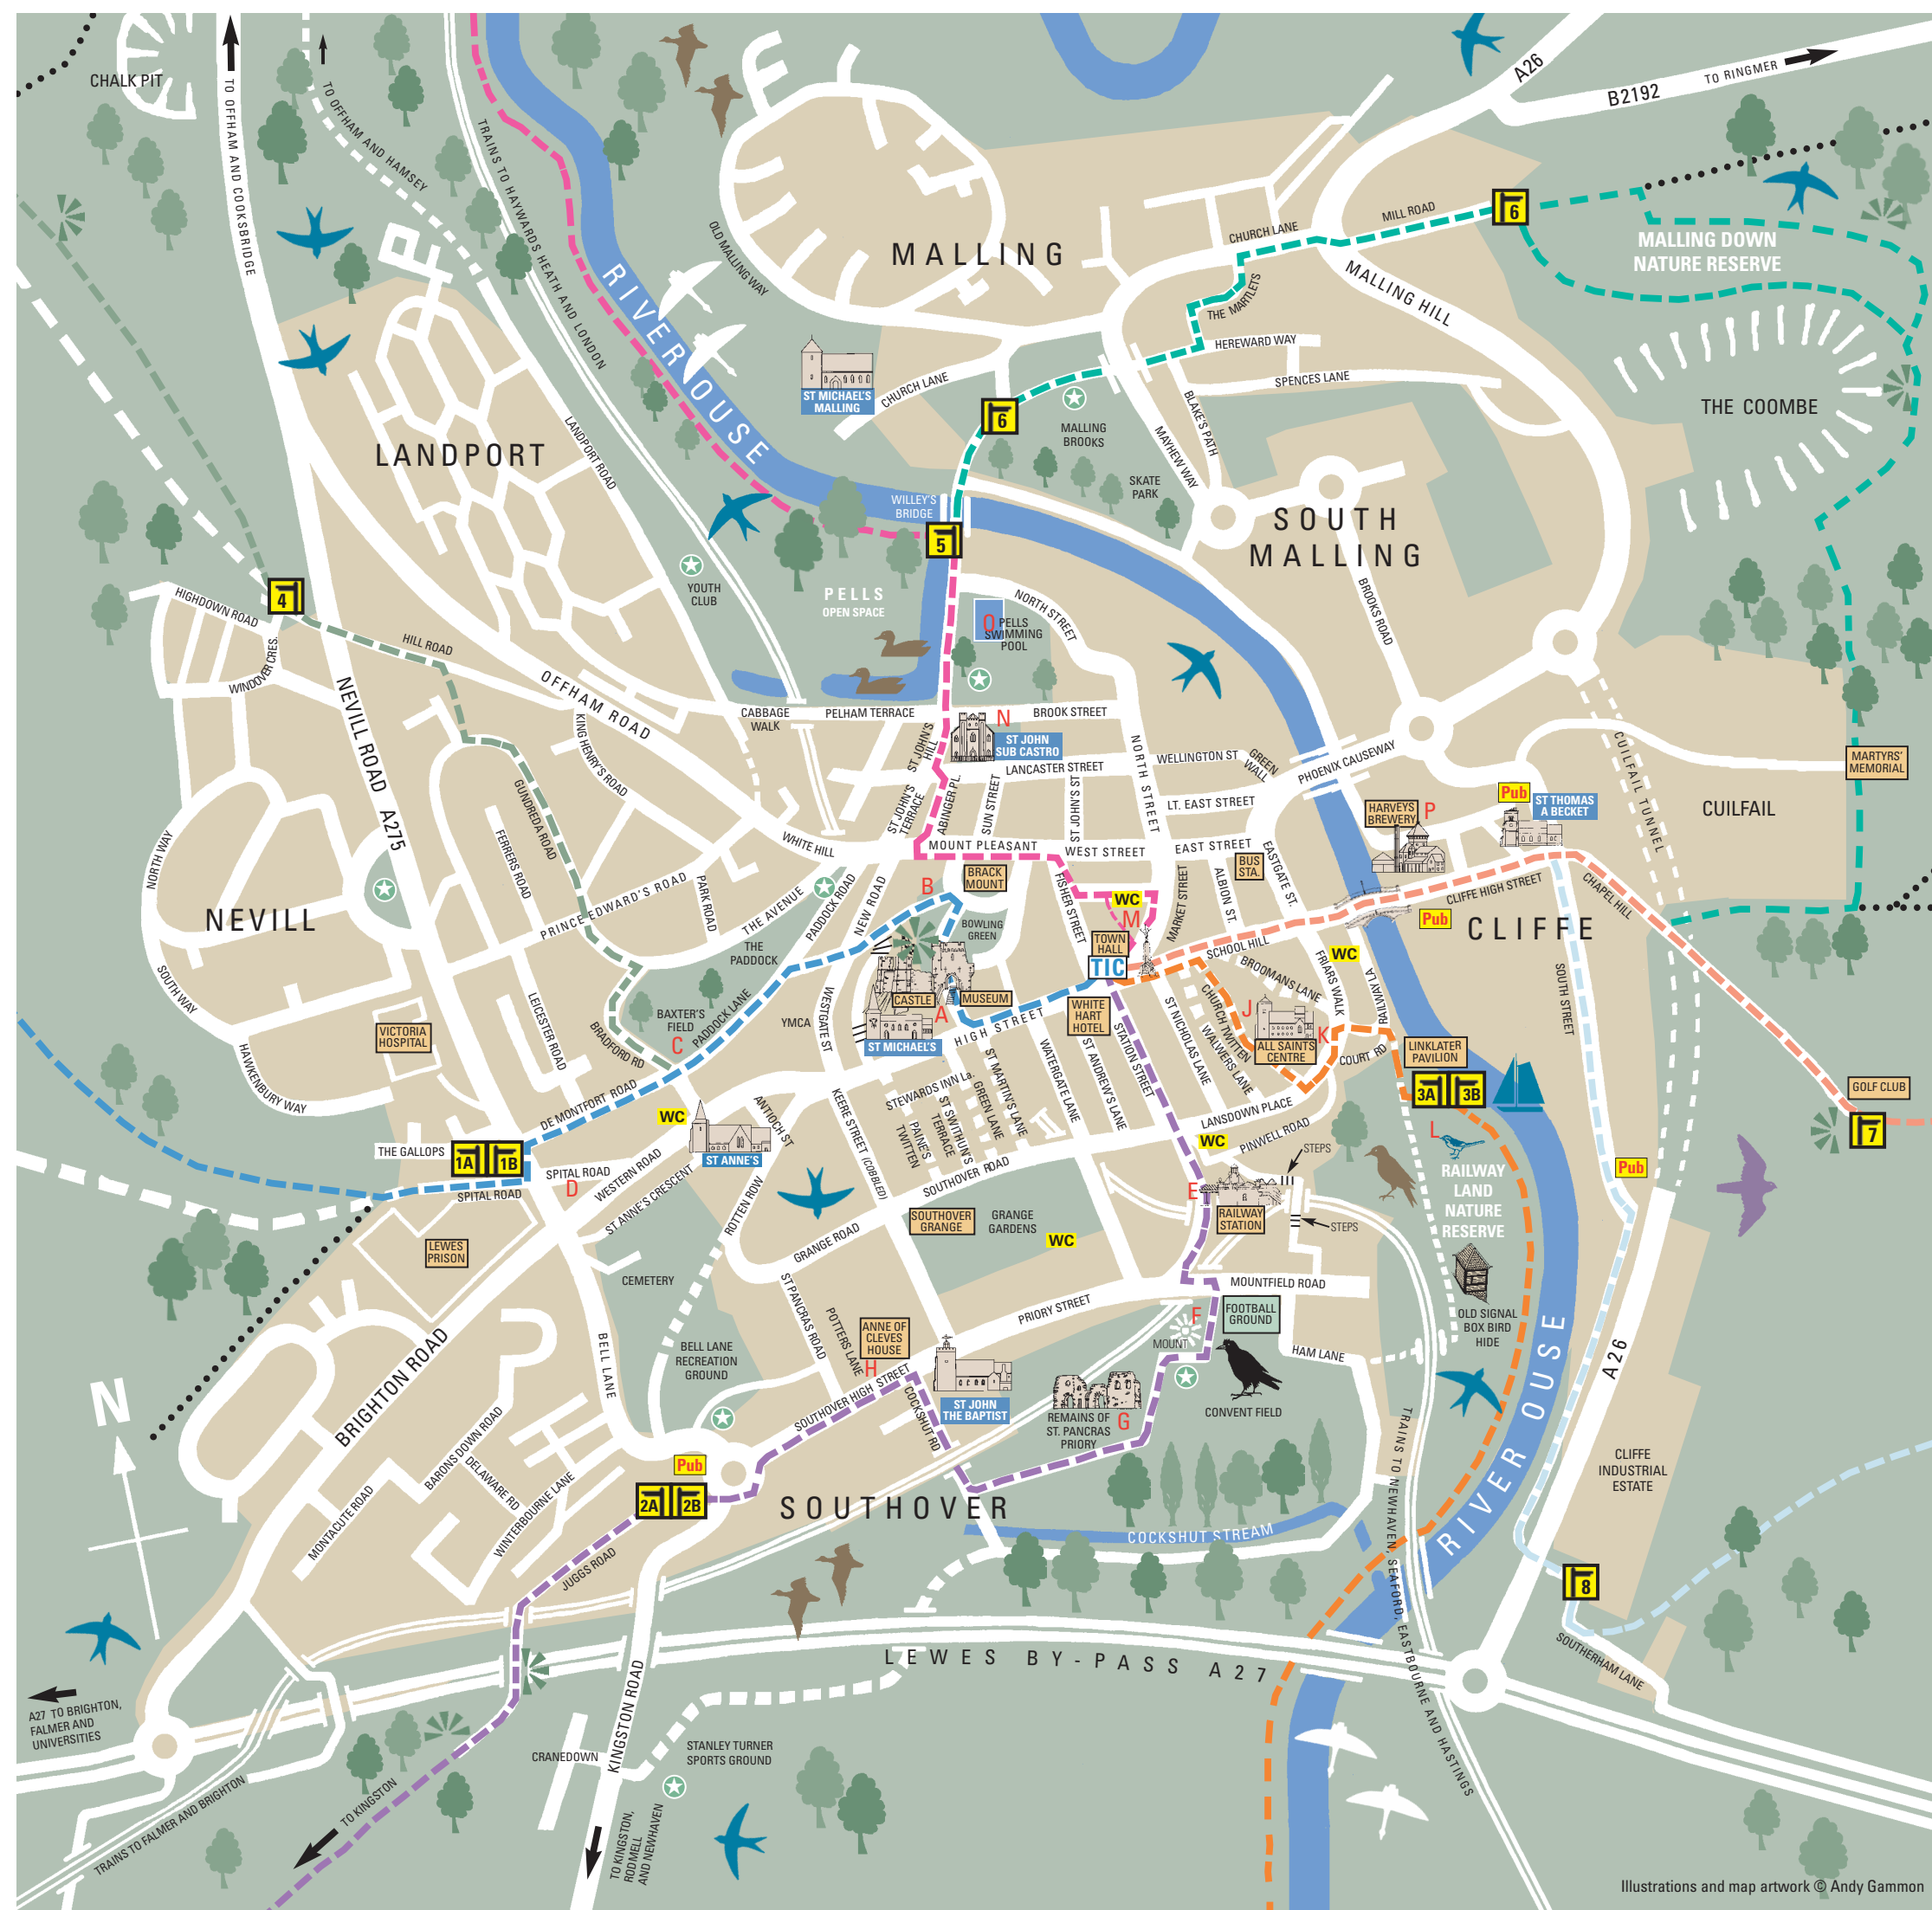 CHALK PIT
TO OFFHAM AND COOKSBRIDGE
TO OFFHAM AND HAMSEY
TRAINS TO HAYWARDS HEATH AND LONDON
A26
B2192
TO RINGMER
OLD MALLING WAY
MALLING
CHURCH LANE
MILL ROAD
6
MALLING DOWN
NATURE RESERVE
MALLING HILL
THE MARTLETS
HEREWARD WAY
SPENCES LANE
RIVER OUSE
ST MICHAEL'S
MALLING
CHURCH LANE
6
MALLING
BROOKS
BLAKE'S PATH
MAYHEW WAY
SKATE
PARK
THE COOMBE
LANDPORT
LANDPORT ROAD
WILLEY'S
BRIDGE
5
SOUTH
MALLING
BROOKS ROAD
YOUTH
CLUB
PELLS
OPEN SPACE
Q
PELLS
SWIMMING
POOL
NORTH STREET
4
HIGHDOWN ROAD
WINDOVER CRES.
HILL ROAD
NEVILL ROAD A275
OFFHAM ROAD
KING HENRY'S ROAD
CABBAGE
WALK
PELHAM TERRACE
N
BROOK STREET
ST JOHN
SUB CASTRO
ST JOHN'S
HILL
LANCASTER STREET
NORTH STREET
WELLINGTON ST
GREEN
WALL
PHOENIX CAUSEWAY
CUILFAIL TUNNEL
MARTYRS'
MEMORIAL
CUILFAIL
GUNDREDA ROAD
FERRERS ROAD
WHITE HILL
ST JOHN'S
TERRACE
ABINGER PL
SUN STREET
ST JOHN'S ST
LT. EAST STREET
HARVEYS
BREWERY
P
Pub
ST THOMAS
A BECKET
MOUNT PLEASANT
WEST STREET
EAST STREET
BUS
STA.
EASTGATE ST.
NORTH WAY
NEVILL
SOUTH WAY
PRINCE EDWARD'S ROAD
PARK ROAD
THE AVENUE
PADDOCK ROAD
NEW ROAD
THE
PADDOCK
B
BRACK
MOUNT
BOWLING
GREEN
FISHER STREET
WC
M
MARKET STREET
ALBION ST.
Pub
CLIFFE HIGH STREET
CLIFFE
CHAPEL HILL
TOWN
HALL
TIC
SCHOOL HILL
BROOMANS LANE
FRIARS WALK
WC
RAILWAY LA
SOUTH STREET
VICTORIA
HOSPITAL
LEICESTER ROAD
BRADFORD RD
BAXTER'S
FIELD
C
PADDOCK LANE
YMCA
WESTGATE ST
CASTLE
MUSEUM
A
ST MICHAEL'S
HIGH STREET
WHITE
HART
HOTEL
STATION STREET
ST NICHOLAS LANE
CHURCH TWITTEN
WALWERS LANE
J
ALL SAINTS
CENTRE
K
COURT RD
LINKLATER
PAVILION
3A
3B
HAWKENBURY WAY
DE MONTFORT ROAD
WC
ANTIOCH ST
ST ANNE'S
KEERE STREET (COBBLED)
STEWARDS INN La.
PAINE'S
TWITTEN
ST SWITHUN'S
TERRACE
GREEN LANE
ST MARTIN'S LANE
WATERGATE LANE
ST ANDREW'S LANE
LANSDOWN PLACE
WC
PINWELL ROAD
STEPS
L
GOLF CLUB
7
Pub
THE GALLOPS
1A
1B
SPITAL ROAD
SPITAL ROAD
D
WESTERN ROAD
ST ANNE'S CRESCENT
ROTTEN ROW
SOUTHOVER ROAD
E
RAILWAY
STATION
STEPS
RAILWAY
LAND
NATURE
RESERVE
LEWES
PRISON
CEMETERY
GRANGE ROAD
SOUTHOVER
GRANGE
GRANGE
GARDENS
WC
MOUNTFIELD ROAD
FOOTBALL
GROUND
F
MOUNT
HAM LANE
OLD SIGNAL
BOX BIRD
HIDE
BRIGHTON ROAD
BELL LANE
BELL LANE
RECREATION
GROUND
ST PANCRAS ROAD
POTTERS LANE
ANNE OF
CLEVES
HOUSE
H
PRIORY STREET
ST JOHN
THE BAPTIST
SOUTHOVER HIGH STREET
COCKSHUT RD
REMAINS OF
ST. PANCRAS
PRIORY
G
CONVENT FIELD
RIVER OUSE
A26
N
MONTACUTE ROAD
BARONS DOWN ROAD
DELAWARE RD
WINTERBOURNE LANE
Pub
2A
2B
JUGGS ROAD
SOUTHOVER
COCKSHUT STREAM
TRAINS TO NEWHAVEN, SEAFORD, EASTBOURNE AND HASTINGS
CLIFFE
INDUSTRIAL
ESTATE
8
SOUTHERHAM LANE
LEWES BY-PASS A27
A27 TO BRIGHTON,
FALMER AND
UNIVERSITIES
TRAINS TO FALMER AND BRIGHTON
TO KINGSTON
CRANEDOWN
KINGSTON ROAD
STANLEY TURNER
SPORTS GROUND
TO KINGSTON,
RODMELL
AND NEWHAVEN
Illustrations and map artwork © Andy Gammon